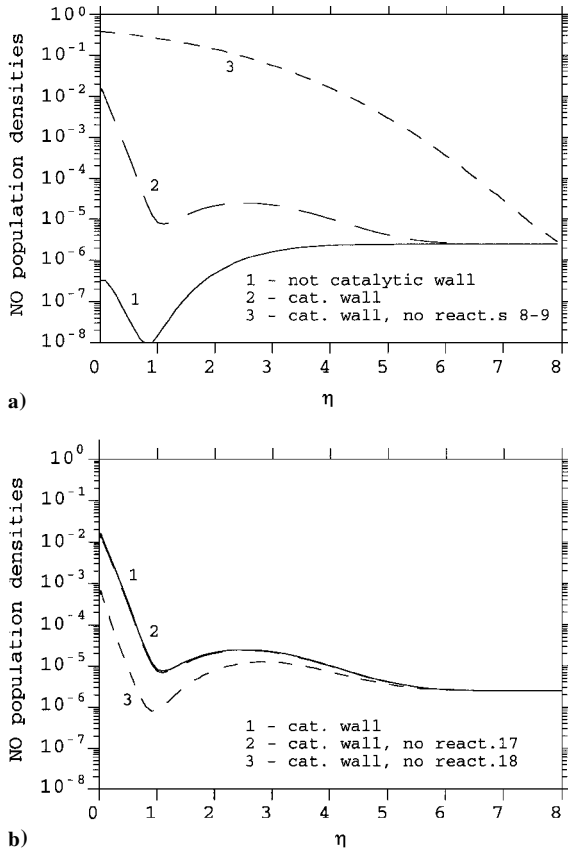 10^0
10^-1
10^-2
10^-3
10^-4
10^-5
10^-6
10^-7
10^-8
NO population densities
3
2
1
1 - not catalytic wall
2 - cat. wall
3 - cat. wall, no react.s 8-9
0 1 2 3 4 5 6 7 8
a)
η
10^0
10^-1
10^-2
10^-3
10^-4
10^-5
10^-6
10^-7
10^-8
NO population densities
1
2
3
1 - cat. wall
2 - cat. wall, no react.17
3 - cat. wall, no react.18
0 1 2 3 4 5 6 7 8
b)
η